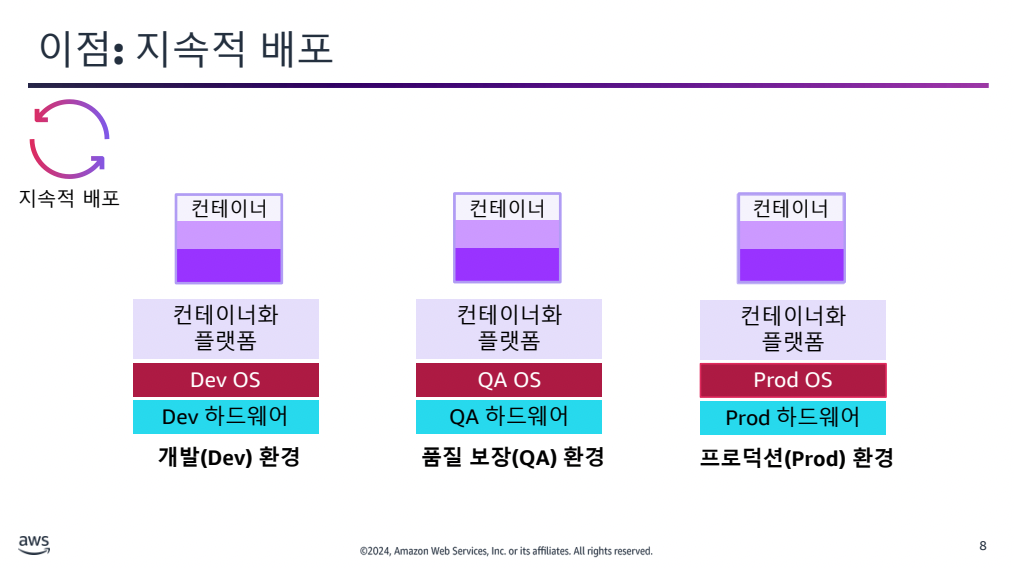 이점: 지속적 배포
지속적 배포
컨테이너
컨테이너화
플랫폼
Dev OS
Dev 하드웨어
개발(Dev) 환경
컨테이너
컨테이너화
플랫폼
QA OS
QA 하드웨어
품질 보장(QA) 환경
컨테이너
컨테이너화
플랫폼
Prod OS
Prod 하드웨어
프로덕션(Prod) 환경
aws
©2024, Amazon Web Services, Inc. or its affiliates. All rights reserved.
8